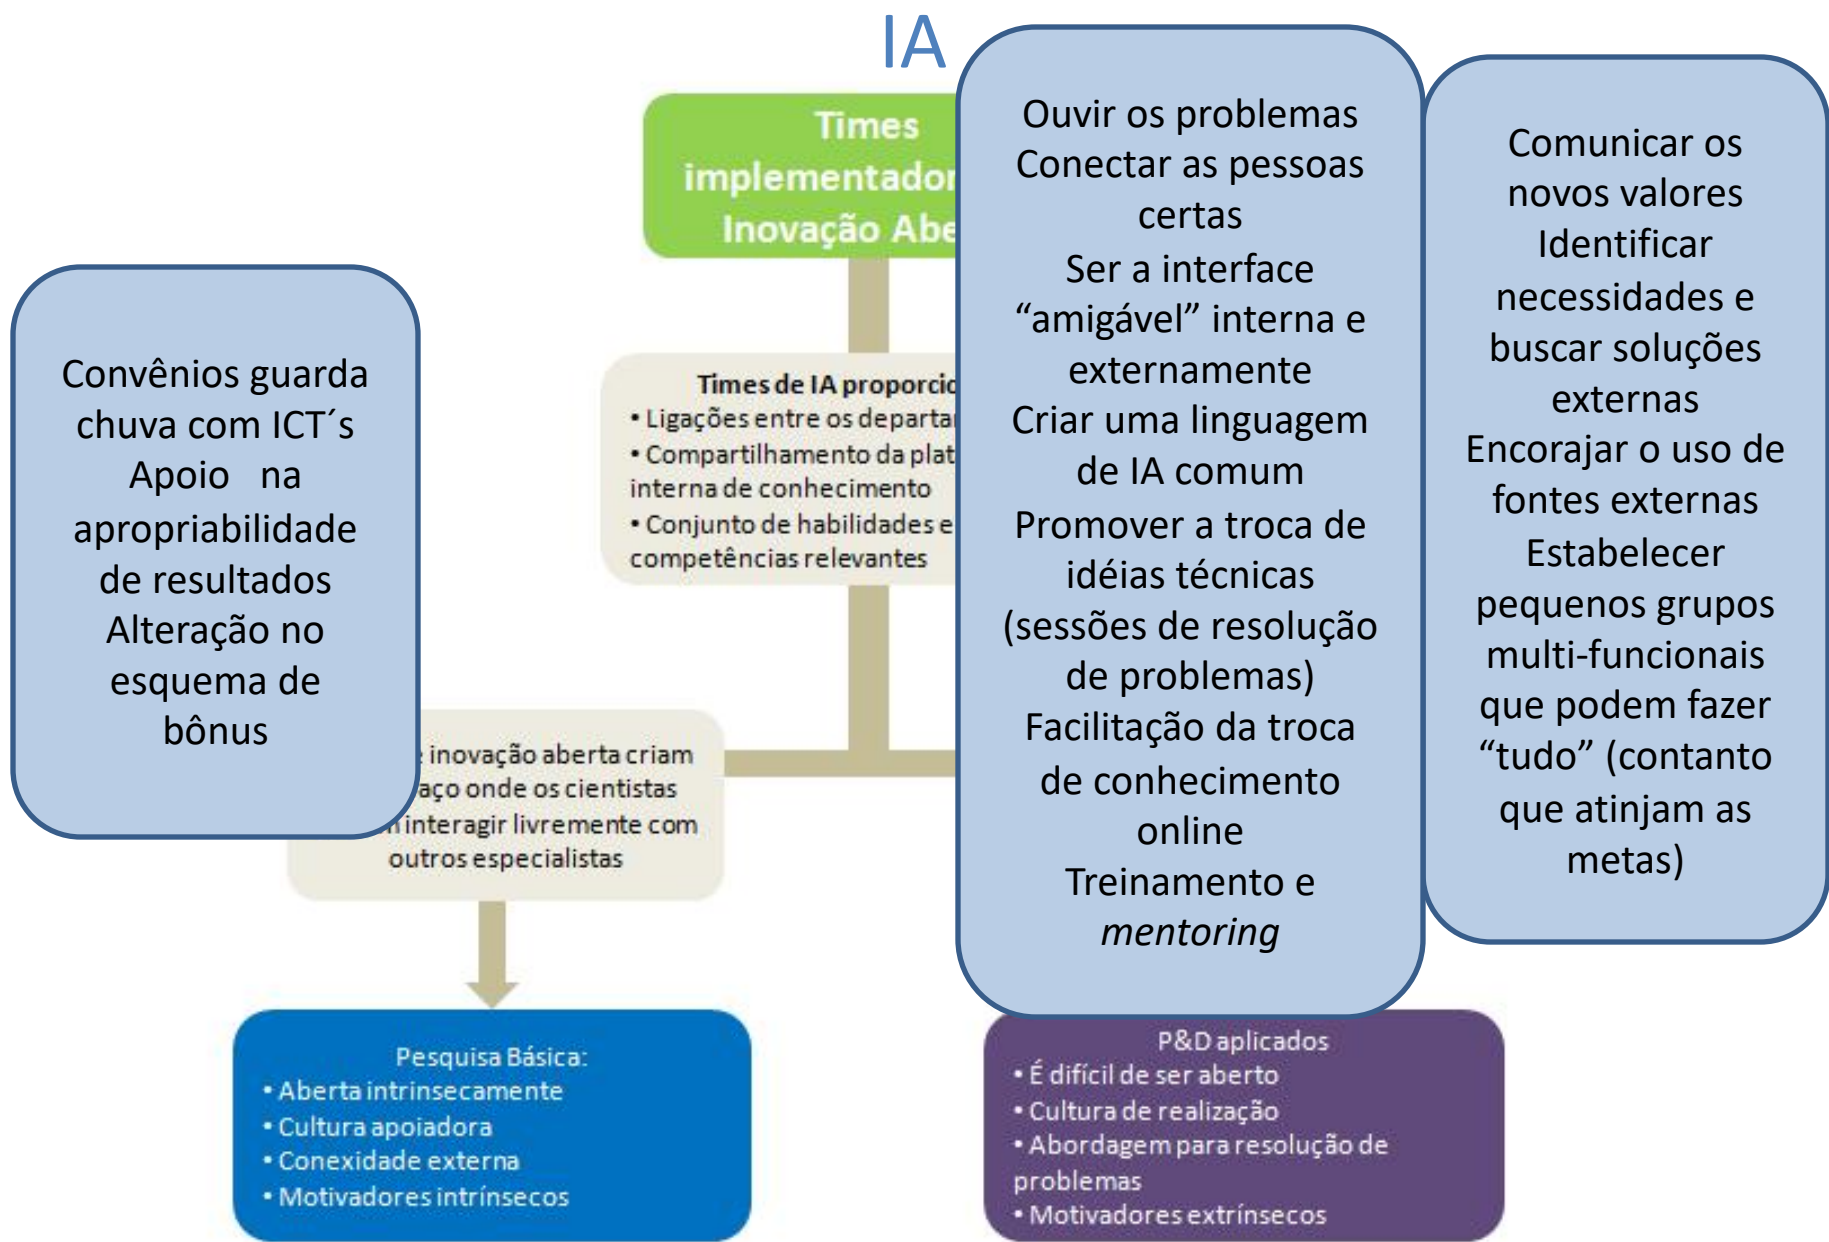 IA
Times
Inovação
Times de IA
• Ligações entre os
• Compartilhamento da
interna de conhecimento
• Conjunto de habilidades e
competências relevantes
Convênios guarda
chuva com ICT´s
Apoio na
apropriabilidade
de resultados
Alteração no
esquema de
bônus
inovação aberta criam
onde os cientistas
interagir livremente com
outros especialistas
Ouvir os problemas
Conectar as pessoas
certas
Ser a interface
“amigável” interna e
externamente
Criar uma linguagem
de IA comum
Promover a troca de
idéias técnicas
(sessões de resolução
de problemas)
Facilitação da troca
de conhecimento
online
Treinamento e
mentoring
Comunicar os
novos valores
Identificar
necessidades e
buscar soluções
externas
Encorajar o uso de
fontes externas
Estabelecer
pequenos grupos
multi-funcionais
que podem fazer
“tudo” (contanto
que atinjam as
metas)
Pesquisa Básica:
• Aberta intrinsecamente
• Cultura apoiadora
• Conexidade externa
• Motivadores intrínsecos
P&D aplicados
• É difícil de ser aberto
• Cultura de realização
• Abordagem para resolução de
problemas
• Motivadores extrínsecos